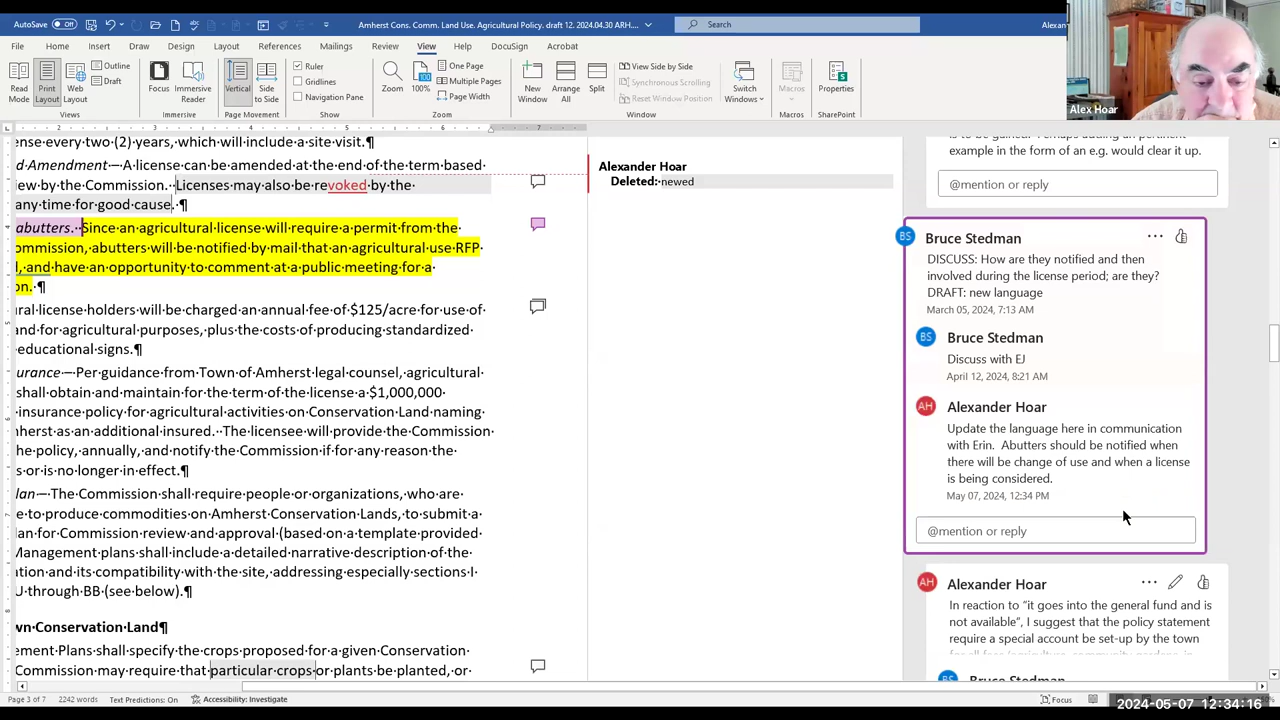 AutoSave Off Amherst Cons. Comm. Land Use. Agricultural Policy. draft 12. 2024.04.30 ARH.... Search Alexan
File Home Insert Draw Design Layout References Mailings Review View Help DocuSign Acrobat
Read Mode Print Layout Web Layout Outline Draft Views
Focus Immersive Reader
Vertical Side to Side Page Movement
Ruler Gridlines Navigation Pane Show
Zoom 100% One Page Multiple Pages Page Width Zoom
New Window Arrange All Split View Side by Side Synchronous Scrolling Reset Window Position Switch Windows Window
Macros Macros
Properties SharePoint
Alex Hoar
2 3 4 5 6 7
ense every two (2) years, which will include a site visit.¶
d Amendment – A license can be amended at the end of the term based
iew by the Commission. Licenses may also be revoked by the
any time for good cause. ¶
abutters. Since an agricultural license will require a permit from the
ommission, abutters will be notified by mail that an agricultural use RFP
l, and have an opportunity to comment at a public meeting for a
on. ¶
ural license holders will be charged an annual fee of $125/acre for use of
and for agricultural purposes, plus the costs of producing standardized
educational signs.¶
urance – Per guidance from Town of Amherst legal counsel, agricultural
shall obtain and maintain for the term of the license a $1,000,000
insurance policy for agricultural activities on Conservation Land naming
mherst as an additional insured. The licensee will provide the Commission
he policy, annually, and notify the Commission if for any reason the
s or is no longer in effect.¶
lan – The Commission shall require people or organizations, who are
e to produce commodities on Amherst Conservation Lands, to submit a
lan for Commission review and approval (based on a template provided
Management plans shall include a detailed narrative description of the
ation and its compatibility with the site, addressing especially sections I
U through BB (see below).¶
wn Conservation Land¶
ement Plans shall specify the crops proposed for a given Conservation
Commission may require that particular crops or plants be planted, or
Alexander Hoar
Deleted: newed
is to be gained. Perhaps adding an pertinent
example in the form of an e.g. would clear it up.
@mention or reply
BS Bruce Stedman
DISCUSS: How are they notified and then
involved during the license period; are they?
DRAFT: new language
March 05, 2024, 7:13 AM
BS Bruce Stedman
Discuss with EJ
April 12, 2024, 8:21 AM
AH Alexander Hoar
Update the language here in communication
with Erin. Abutters should be notified when
there will be change of use and when a license
is being considered.
May 07, 2024, 12:34 PM
@mention or reply
AH Alexander Hoar
In reaction to “it goes into the general fund and is
not available”, I suggest that the policy statement
require a special account be set-up by the town
BS Bruce Stedman
Page 3 of 7 2242 words Text Predictions: On Accessibility: Investigate Focus
2024-05-07 12:34:16